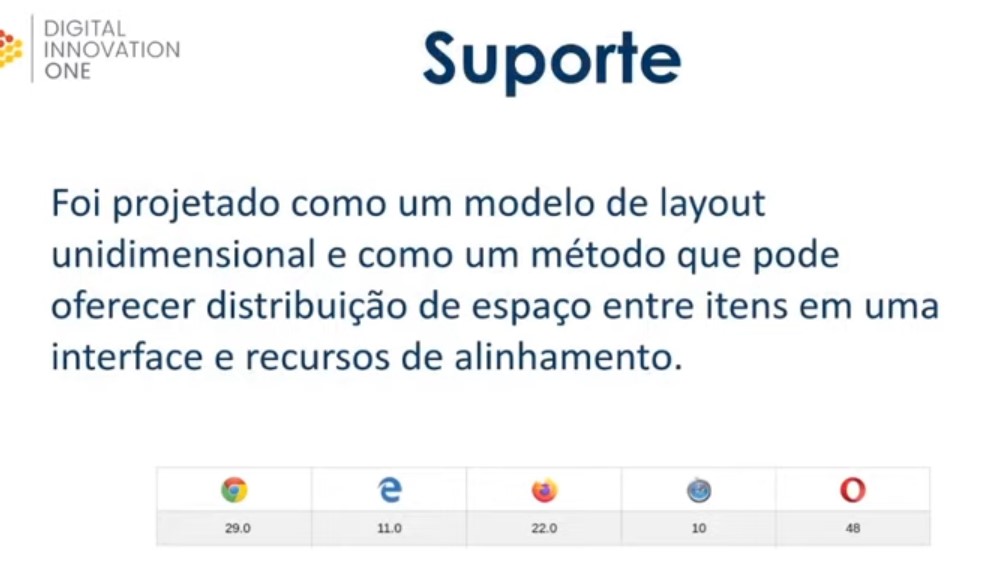 DIGITAL
INNOVATION
ONE
Suporte
Foi projetado como um modelo de layout
unidimensional e como um método que pode
oferecer distribuição de espaço entre itens em uma
interface e recursos de alinhamento.
29.0 11.0 22.0 10 48